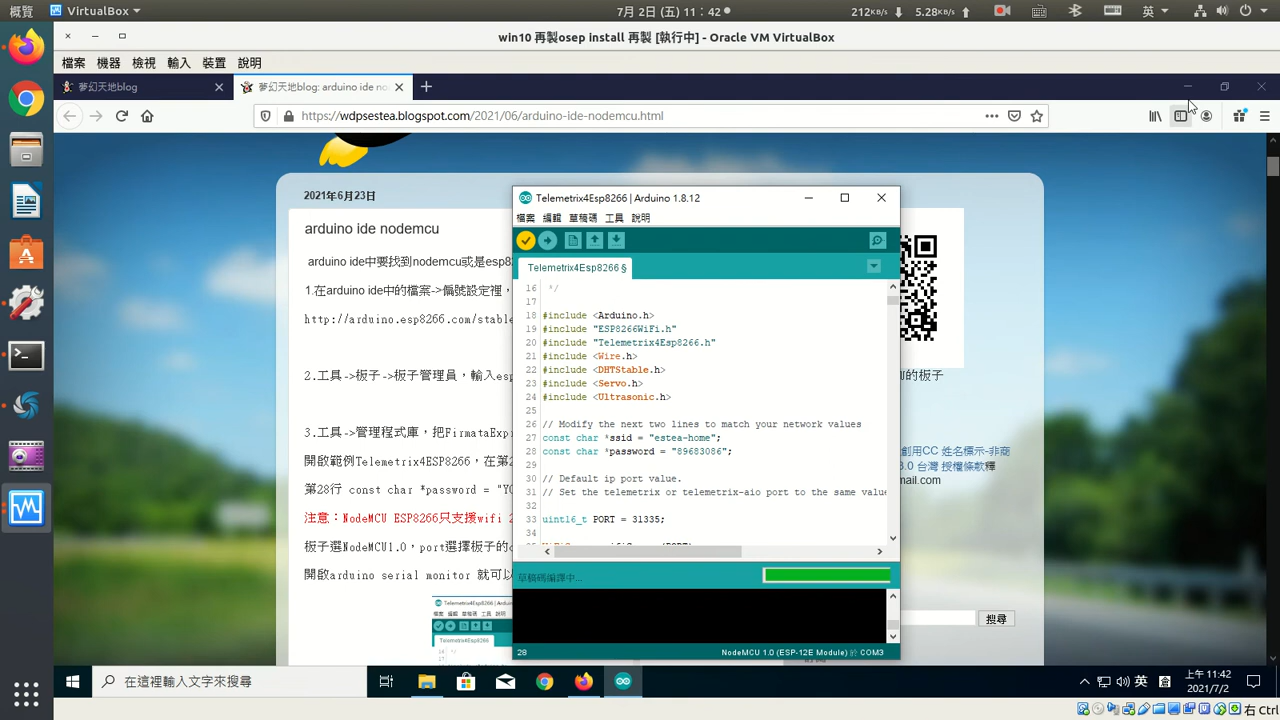 概覽 VirtualBox 7月 2日 (五) 11∶42 212KB/s 5.28KB/s 英
win10 再製osep install 再製 [執行中] - Oracle VM VirtualBox
檔案 機器 檢視 輸入 裝置 說明
夢幻天地blog 夢幻天地blog: arduino ide no
https://wdpsestea.blogspot.com/2021/06/arduino-ide-nodemcu.html
2021年6月23日
arduino ide nodemcu
arduino ide中要找到nodemcu或是esp8
1.在arduino ide中的檔案->偏號設定裡，
http://arduino.esp8266.com/stable
2.工具->板子->板子管理員，輸入esp
的板子
3.工具->管理程式庫，把FirmataExpr
開啟範例Telemetrix4ESP8266，在第2
第28行 const char *password = "YO
注意：NodeMCU ESP8266只支援wifi 2
板子選NodeMCU1.0，port選擇板子的c
開啟arduino serial monitor 就可以
創用CC 姓名標示-非商
3.0 台灣 授權條款釋
mail.com
搜尋
Telemetrix4Esp8266 | Arduino 1.8.12
檔案 編輯 草稿碼 工具 說明
Telemetrix4Esp8266 §
16 */
17
18 #include <Arduino.h>
19 #include "ESP8266WiFi.h"
20 #include "Telemetrix4Esp8266.h"
21 #include <Wire.h>
22 #include <DHTStable.h>
23 #include <Servo.h>
24 #include <Ultrasonic.h>
25
26 // Modify the next two lines to match your network values
27 const char *ssid = "estea-home";
28 const char *password = "89683086";
29
30 // Default ip port value.
31 // Set the telemetrix or telemetrix-aio port to the same value
32
33 uint16_t PORT = 31335;
34
草稿碼編譯中...
28 NodeMCU 1.0 (ESP-12E Module) 於 COM3
Telemetrix4Esp8266 | Ardu
檔案 編輯 草稿碼 工具 說明
Telemetrix4Esp8266
在這裡輸入文字來搜尋
英
上午 11:42
2021/7/2
右 Ctrl